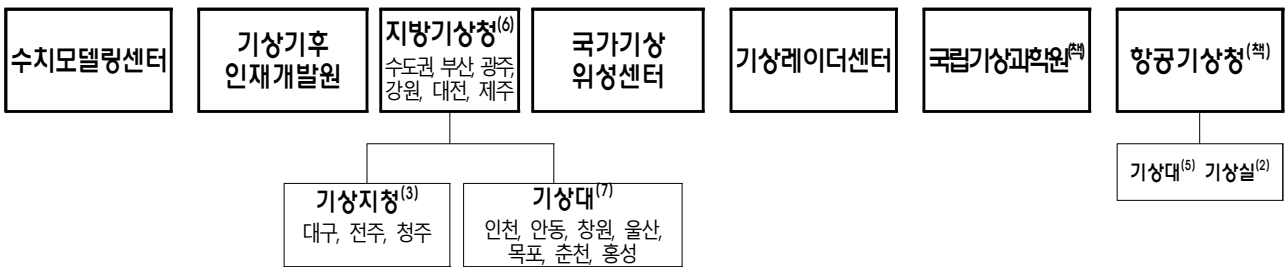 수치모델링센터
기상기후
인재개발원
지방기상청(6)
수도권, 부산, 광주,
강원, 대전, 제주
국가기상
위성센터
기상레이더센터
국립기상과학원(책)
항공기상청(책)
기상지청(3)
대구, 전주, 청주
기상대(7)
인천, 안동, 창원, 울산,
목포, 춘천, 홍성
기상대(5) 기상실(2)